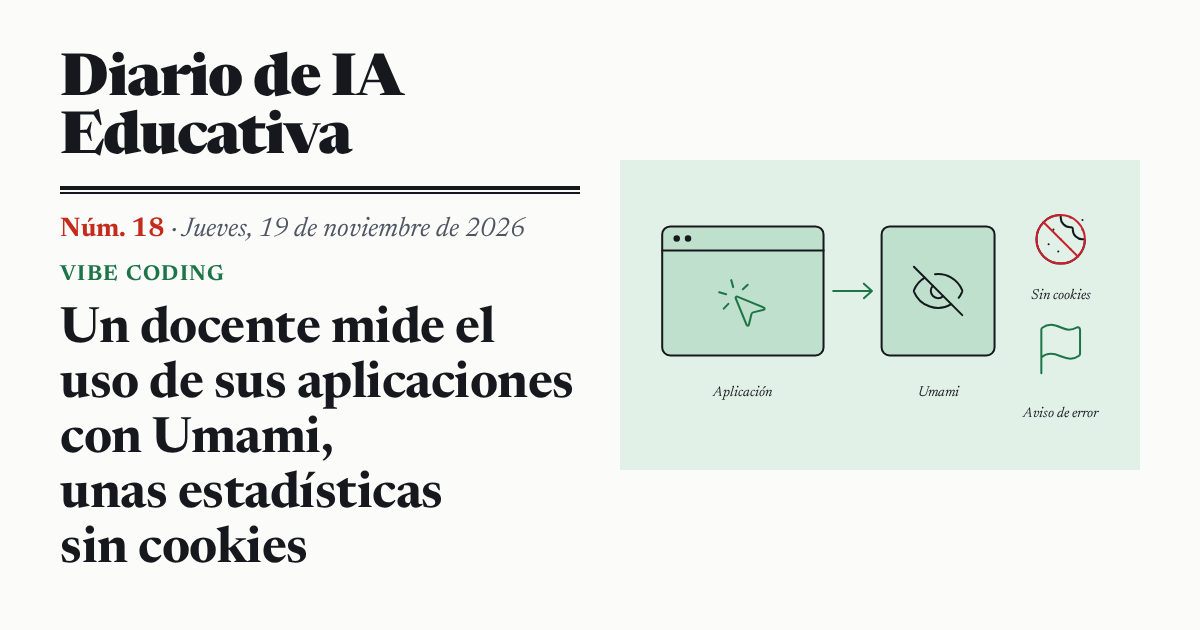 Diario de IA
Educativa
Núm. 18 · Jueves, 19 de noviembre de 2026
VIBE CODING
Un docente mide el
uso de sus aplicaciones
con Umami,
unas estadísticas
sin cookies
Aplicación
Umami
Sin cookies
Aviso de error